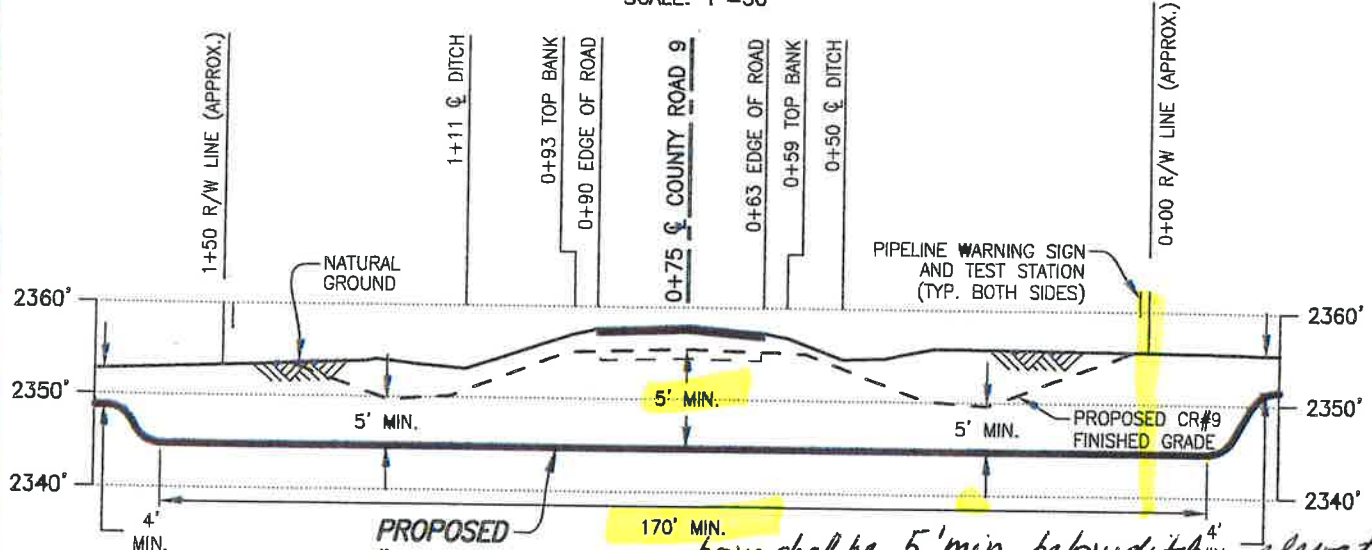 1+50 R/W LINE (APPROX.)
1+11 ℄ DITCH
0+93 TOP BANK
0+90 EDGE OF ROAD
0+75 ℄ COUNTY ROAD 9
0+63 EDGE OF ROAD
0+59 TOP BANK
0+50 ℄ DITCH
0+00 R/W LINE (APPROX.)
NATURAL
GROUND
PIPELINE WARNING SIGN
AND TEST STATION
(TYP. BOTH SIDES)
2360'
2360'
2350'
2350'
5' MIN.
5' MIN.
5' MIN.
PROPOSED CR#9
FINISHED GRADE
2340'
2340'
4'
MIN.
PROPOSED
170' MIN.
4'
shall be 5' min. below ditch